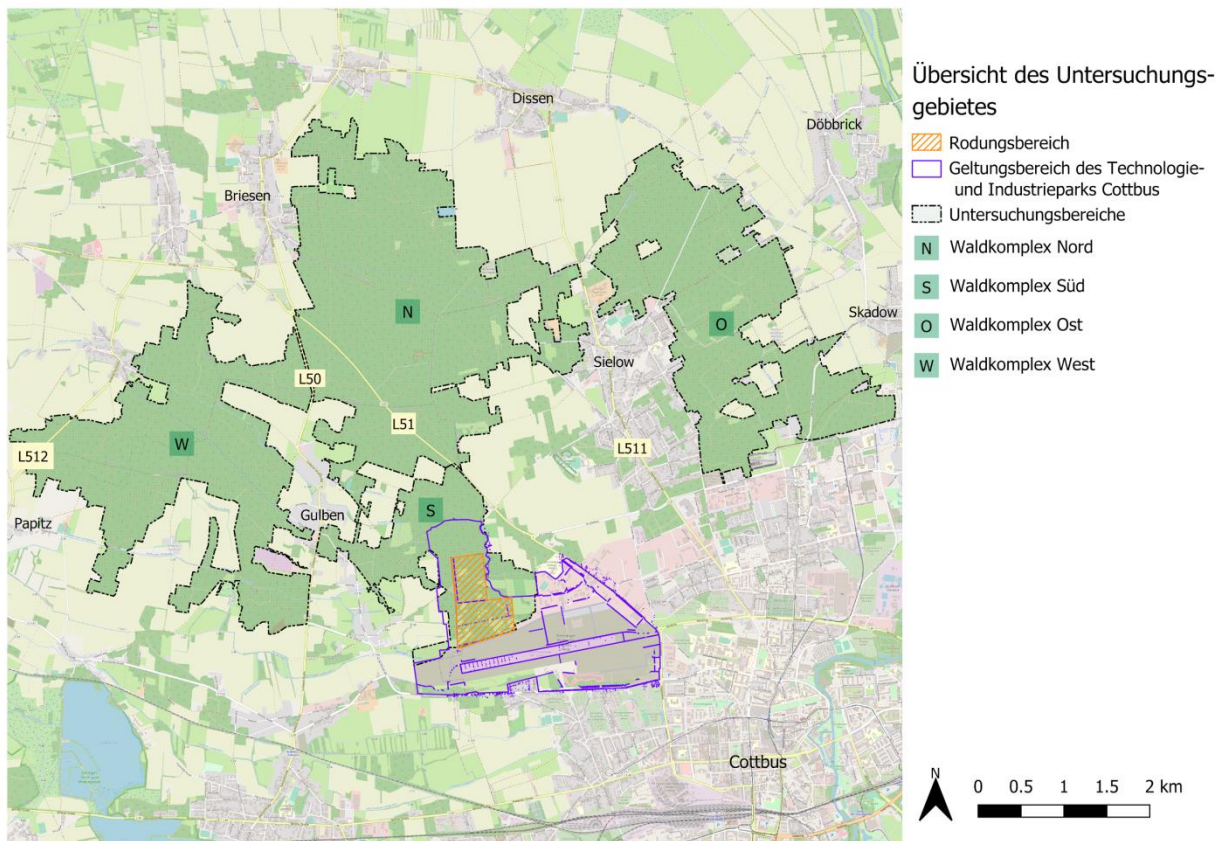 Dissen
Döbbrick
Briesen
N
Skadow
O
Sielow
L50
L51
W
L511
L512
S
Papitz
Gulben
Cottbus
Übersicht des Untersuchungs-
gebietes
Rodungsbereich
Geltungsbereich des Technologie-
und Industrieparks Cottbus
Untersuchungsbereiche
N Waldkomplex Nord
S Waldkomplex Süd
O Waldkomplex Ost
W Waldkomplex West
N
0 0.5 1 1.5 2 km